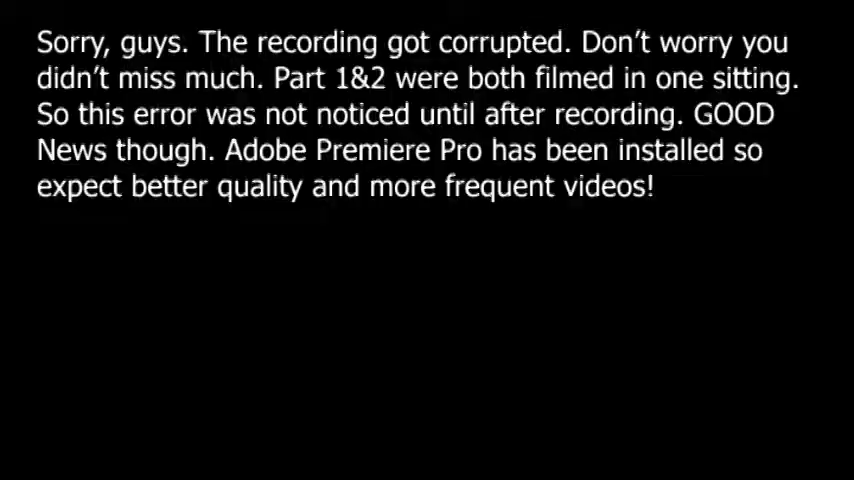 Sorry, guys. The recording got corrupted. Don’t worry you
didn’t miss much. Part 1&2 were both filmed in one sitting.
So this error was not noticed until after recording. GOOD
News though. Adobe Premiere Pro has been installed so
expect better quality and more frequent videos!